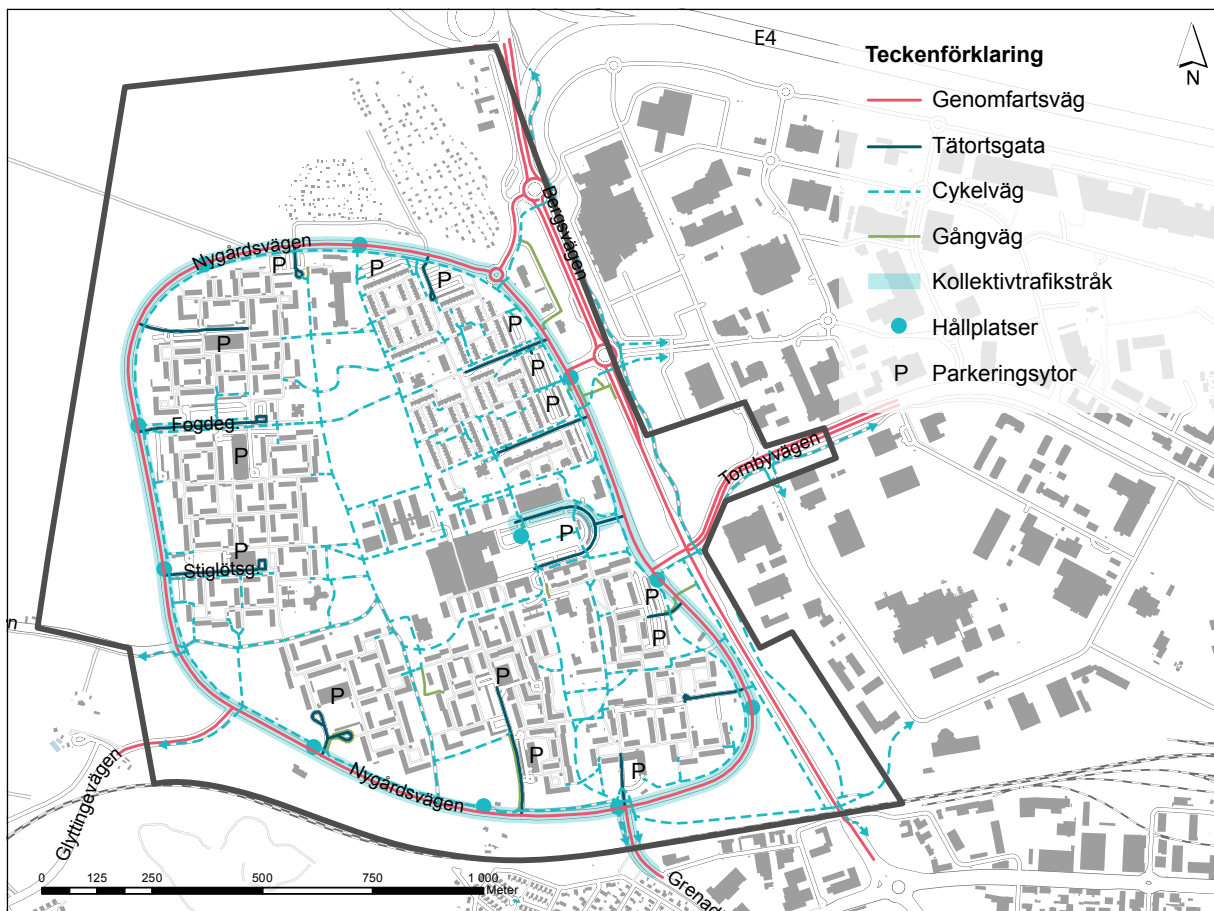 E4
N
Teckenförklaring
Genomfartsväg
Tätortsgata
Cykelväg
Gångväg
Kollektivtrafikstråk
Hållplatser
P Parkeringsytor
Bergsvägen
Nygårdsvägen
P
P
P
P
P
P
P
Fogdeg
P
Tornbyvägen
P
P
Stiglötsg
P
P
P
P
P
P
Nygårdsvägen
Glyttingevägen
Grenad
n
0 125 250 500 750 1 000
Meter